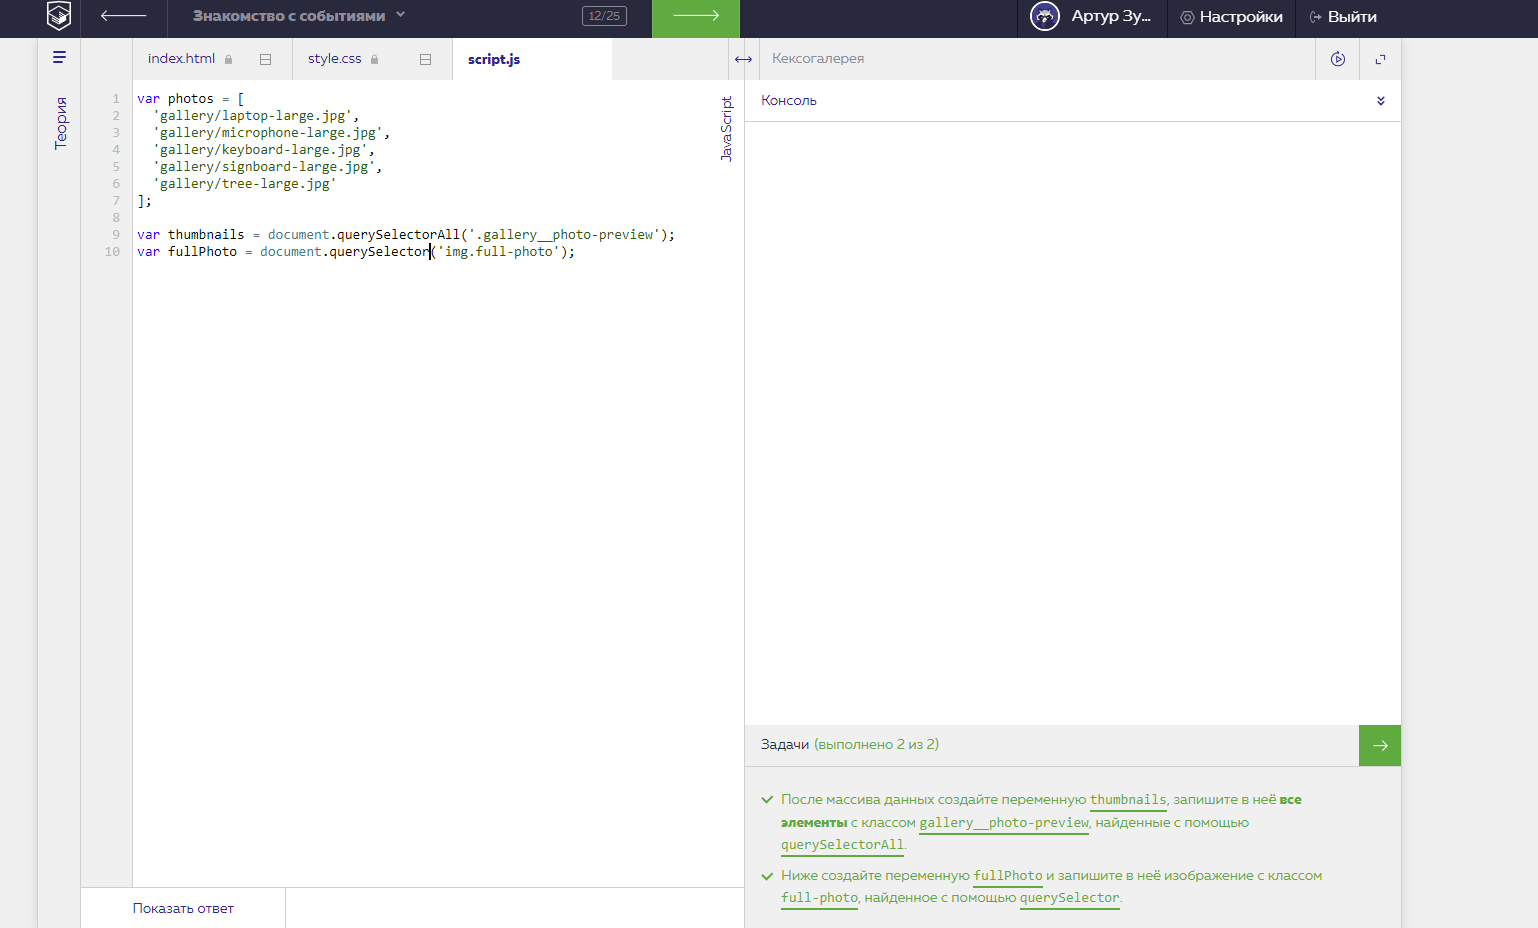 Знакомство с событиями
12/25
Артур Зу...
Настройки
Выйти
Теория
index.html
style.css
script.js
Кексогалерея
JavaScript
Консоль
1 var photos = [
2 'gallery/laptop-large.jpg',
3 'gallery/microphone-large.jpg',
4 'gallery/keyboard-large.jpg',
5 'gallery/signboard-large.jpg',
6 'gallery/tree-large.jpg'
7 ];
8
9 var thumbnails = document.querySelectorAll('.gallery__photo-preview');
10 var fullPhoto = document.querySelector('img.full-photo');
Задачи (выполнено 2 из 2)
После массива данных создайте переменную thumbnails, запишите в неё все
элементы с классом gallery__photo-preview, найденные с помощью
querySelectorAll.
Ниже создайте переменную fullPhoto и запишите в неё изображение с классом
full-photo, найденное с помощью querySelector.
Показать ответ